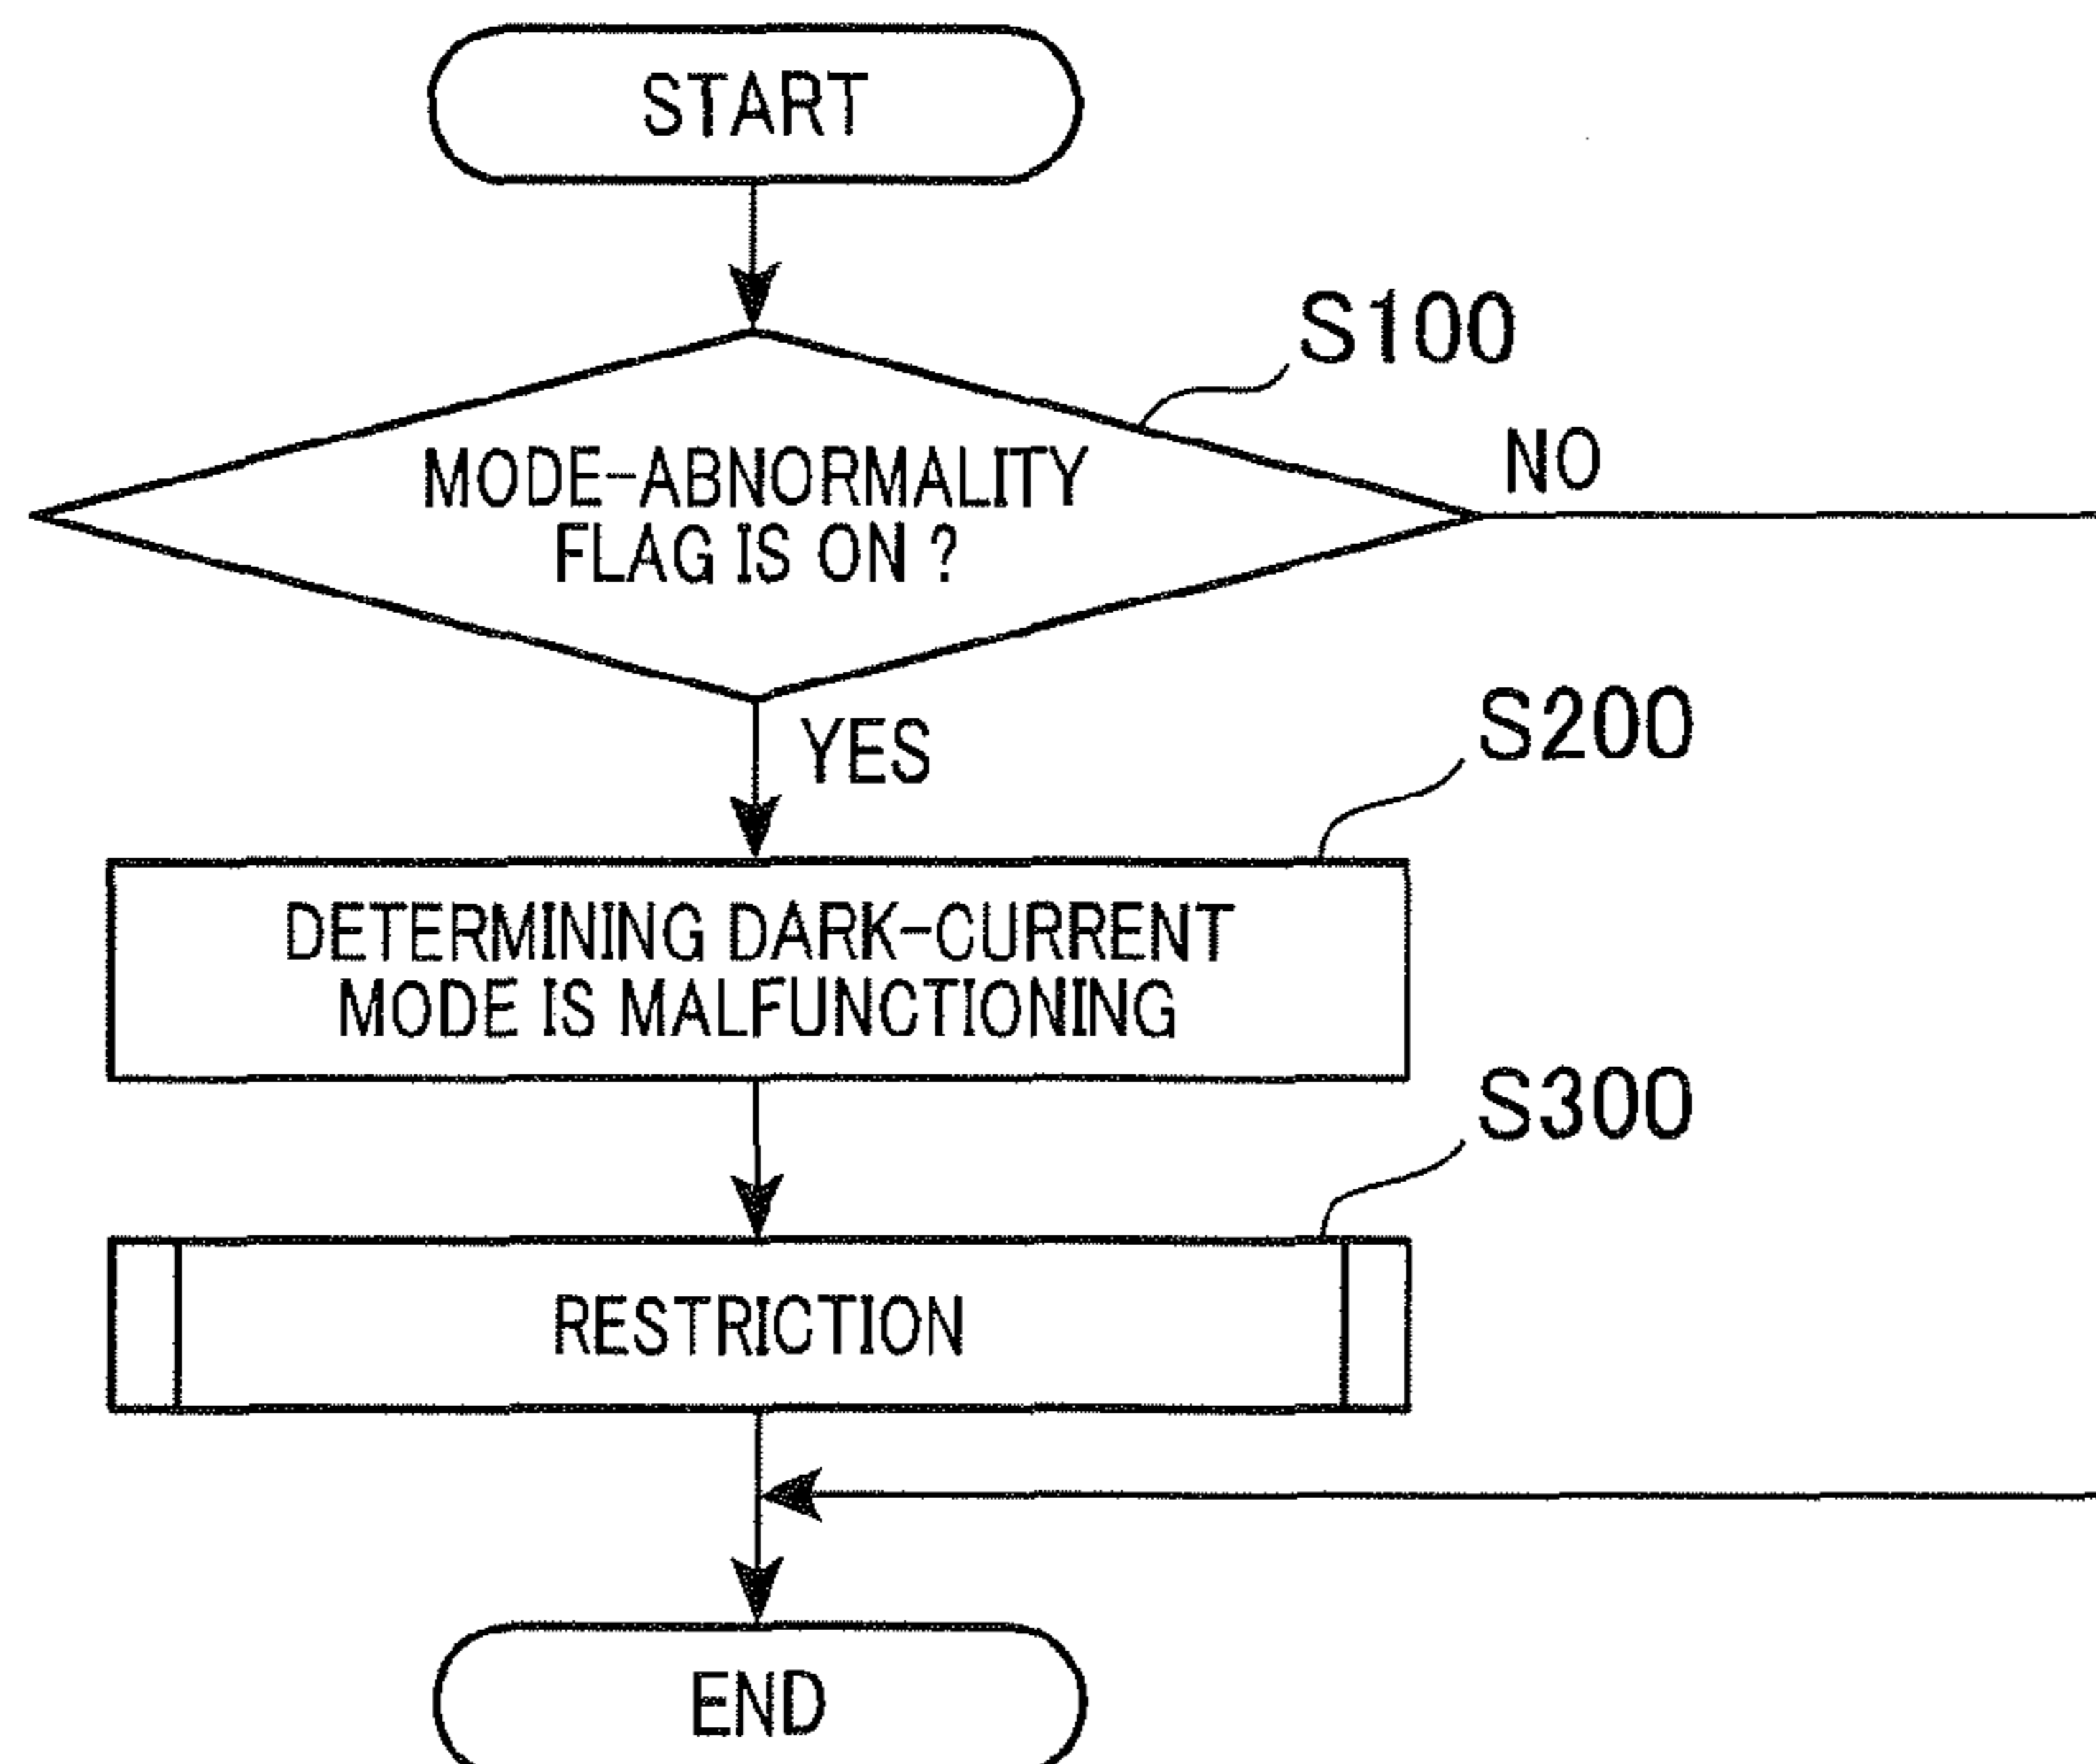 START
S100
MODE-ABNORMALITY
FLAG IS ON ?
NO
YES
S200
DETERMINING DARK-CURRENT
MODE IS MALFUNCTIONING
S300
RESTRICTION
END